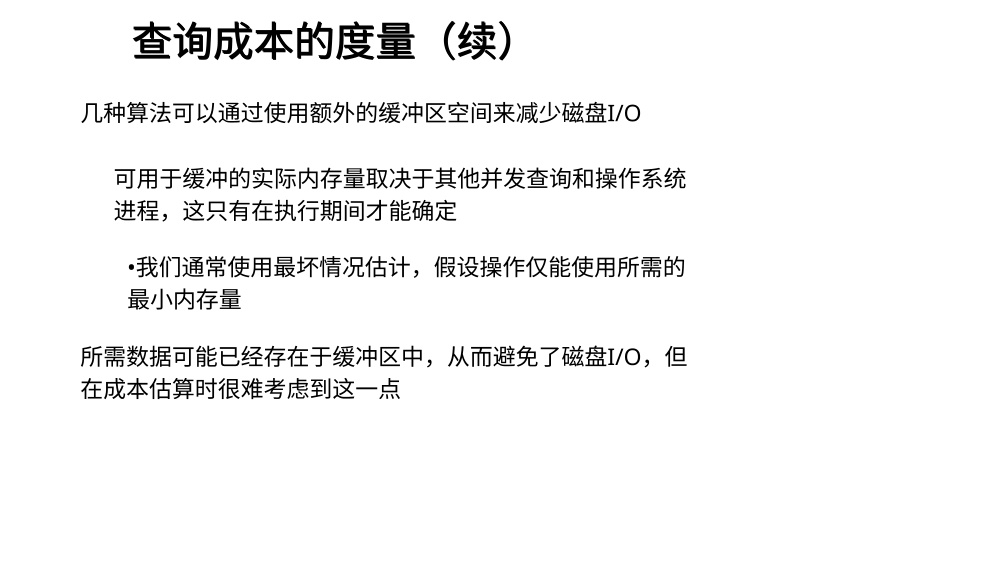 查询成本的度量（续）
几种算法可以通过使用额外的缓冲区空间来减少磁盘I/O
可用于缓冲的实际内存量取决于其他并发查询和操作系统
进程，这只有在执行期间才能确定
•我们通常使用最坏情况估计，假设操作仅能使用所需的
最小内存量
所需数据可能已经存在于缓冲区中，从而避免了磁盘I/O，但
在成本估算时很难考虑到这一点